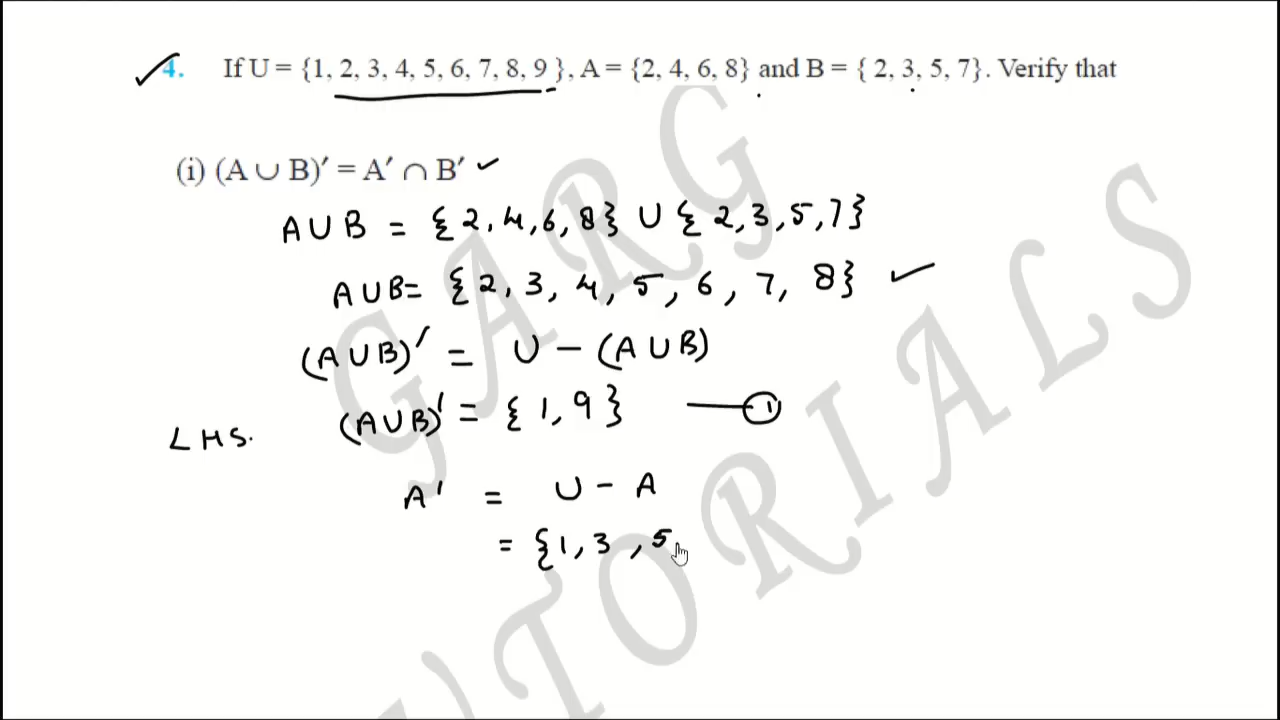 4. If U = {1, 2, 3, 4, 5, 6, 7, 8, 9 }, A = {2, 4, 6, 8} and B = { 2, 3, 5, 7}. Verify that
(i) (A ∪ B)′ = A′ ∩ B′
A ∪ B = {2, 4, 6, 8} ∪ {2, 3, 5, 7}
A ∪ B = {2, 3, 4, 5, 6, 7, 8}
(A ∪ B)′ = U − (A ∪ B)
(A ∪ B)′ = {1, 9} —①
LHS.
A′ = U − A
= {1, 3, 5
GARG
TUTORIALS